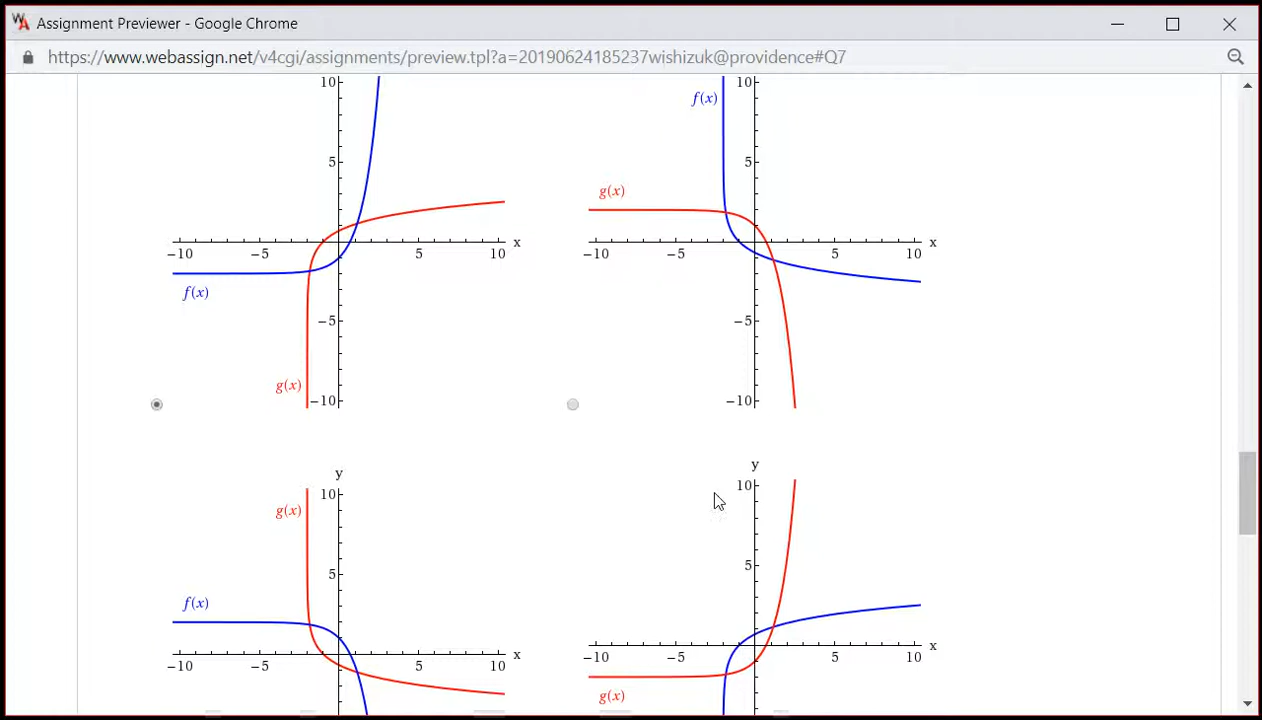 Assignment Previewer - Google Chrome
https://www.webassign.net/v4cgi/assignments/preview.tpl?a=20190624185237wishizuk@providence#Q7
10
5
−10 −5 5 10 x
f(x)
−5
g(x)
−10
10
f(x)
5
g(x)
−10 −5 5 10 x
−5
−10
y
g(x)
10
5
f(x)
−10 −5 5 10 x
y
10
5
−10 −5 5 10 x
g(x)